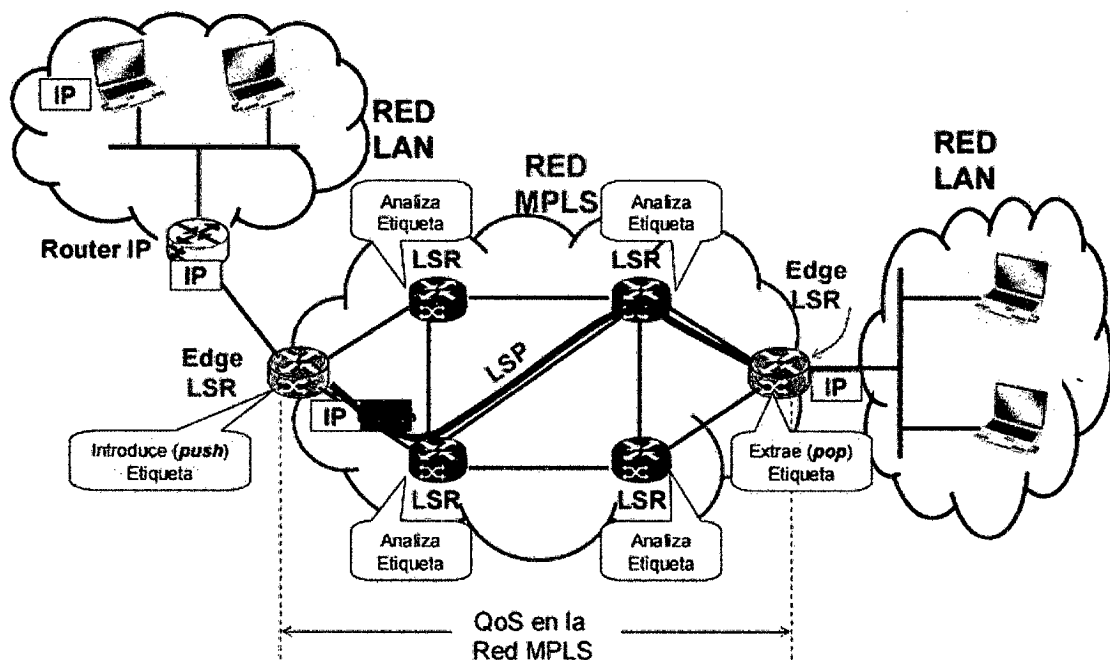 IP
RED
LAN
Router IP
IP
RED
MPLS
RED
LAN
Analiza
Etiqueta
Analiza
Etiqueta
LSR
LSR
Edge
LSR
Edge
LSR
LSP
IP
IP
Introduce (push)
Etiqueta
Extrae (pop)
Etiqueta
LSR
LSR
Analiza
Etiqueta
Analiza
Etiqueta
QoS en la
Red MPLS